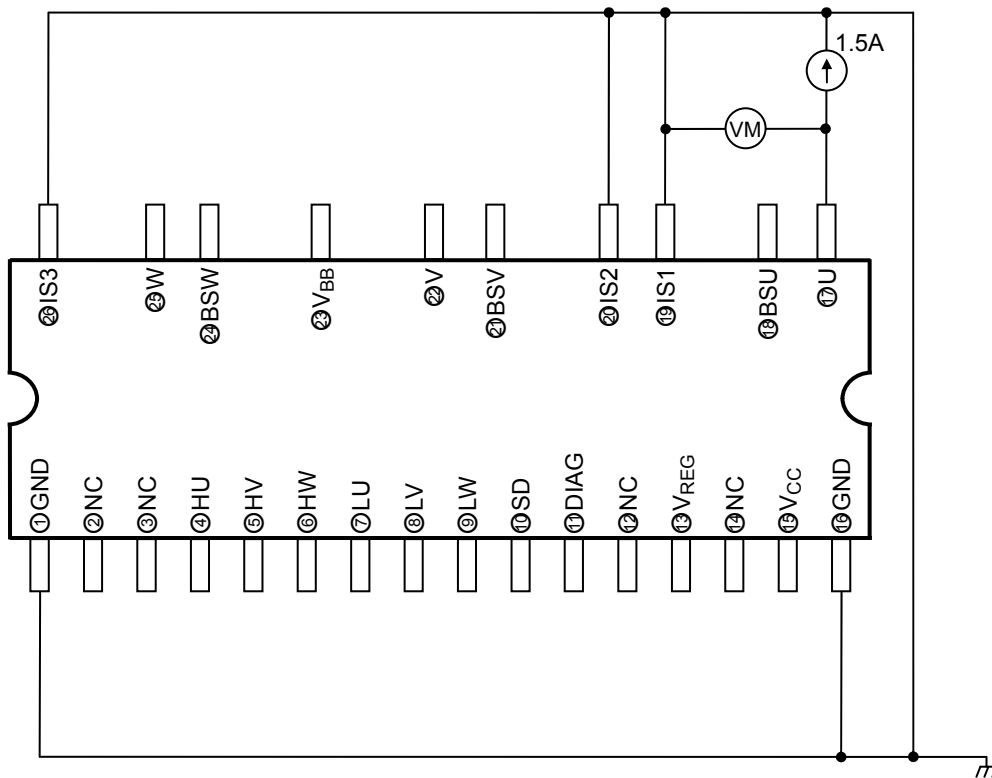 1.5A
VM
㉖IS3
㉕W
㉔BSW
㉓VBB
㉒V
㉑BSV
⑳IS2
⑲IS1
⑱BSU
⑰U
①GND
②NC
③NC
④HU
⑤HV
⑥HW
⑦LU
⑧LV
⑨LW
⑩SD
⑪DIAG
⑫NC
⑬VREG
⑭NC
⑮VCC
⑯GND